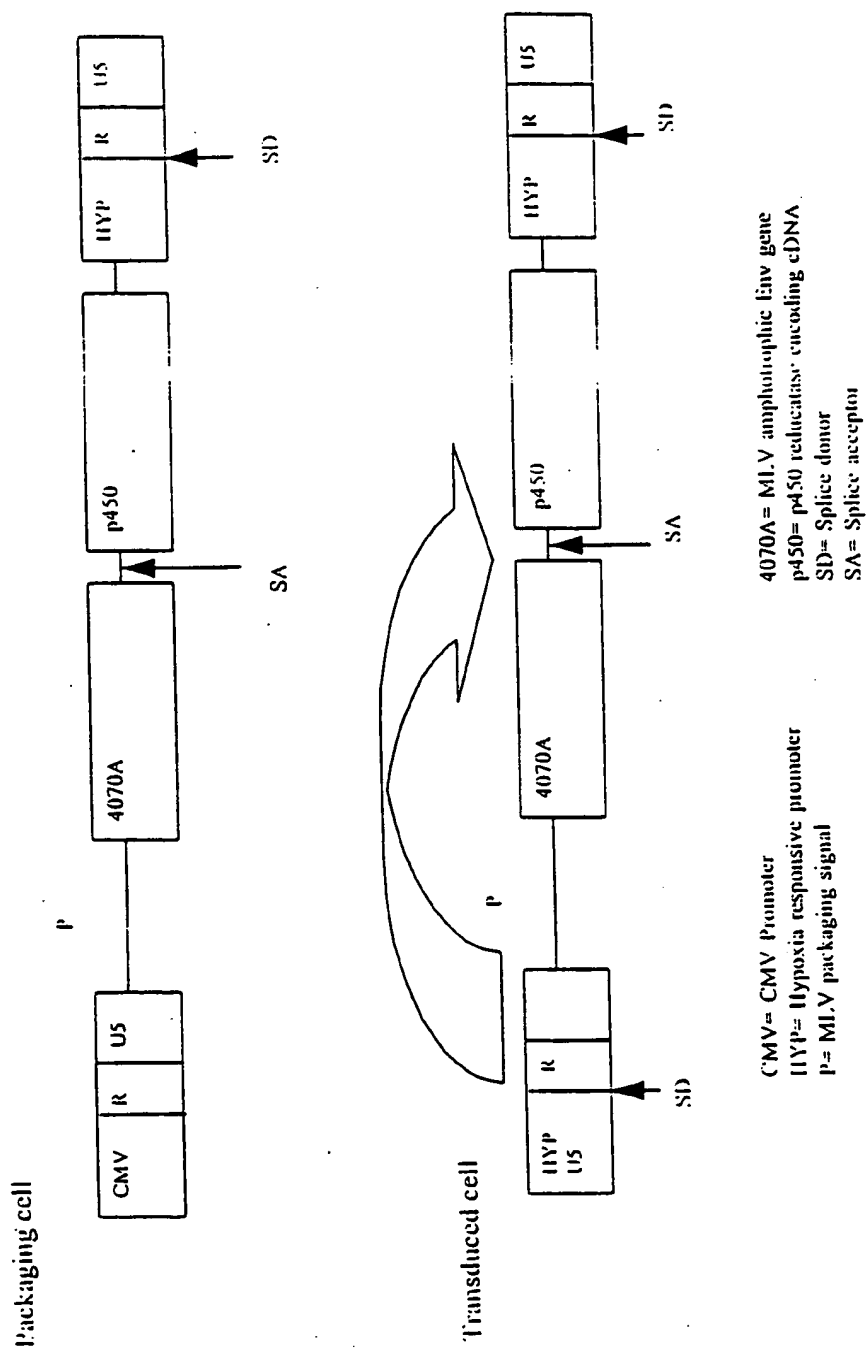 Packaging cell
P
CMV
R
U5
4070A
p450
HYP
R
U5
SA
SD
Transduced cell
P
HYP
U5
R
4070A
p450
HYP
R
U5
SD
SA
SD
CMV= CMV Promoter
HYP= Hypoxia responsive promoter
P= MLV packaging signal
4070A= MLV amphotrophic Env gene
p450= p450 reducatase encoding cDNA
SD= Splice donor
SA= Splice acceptor